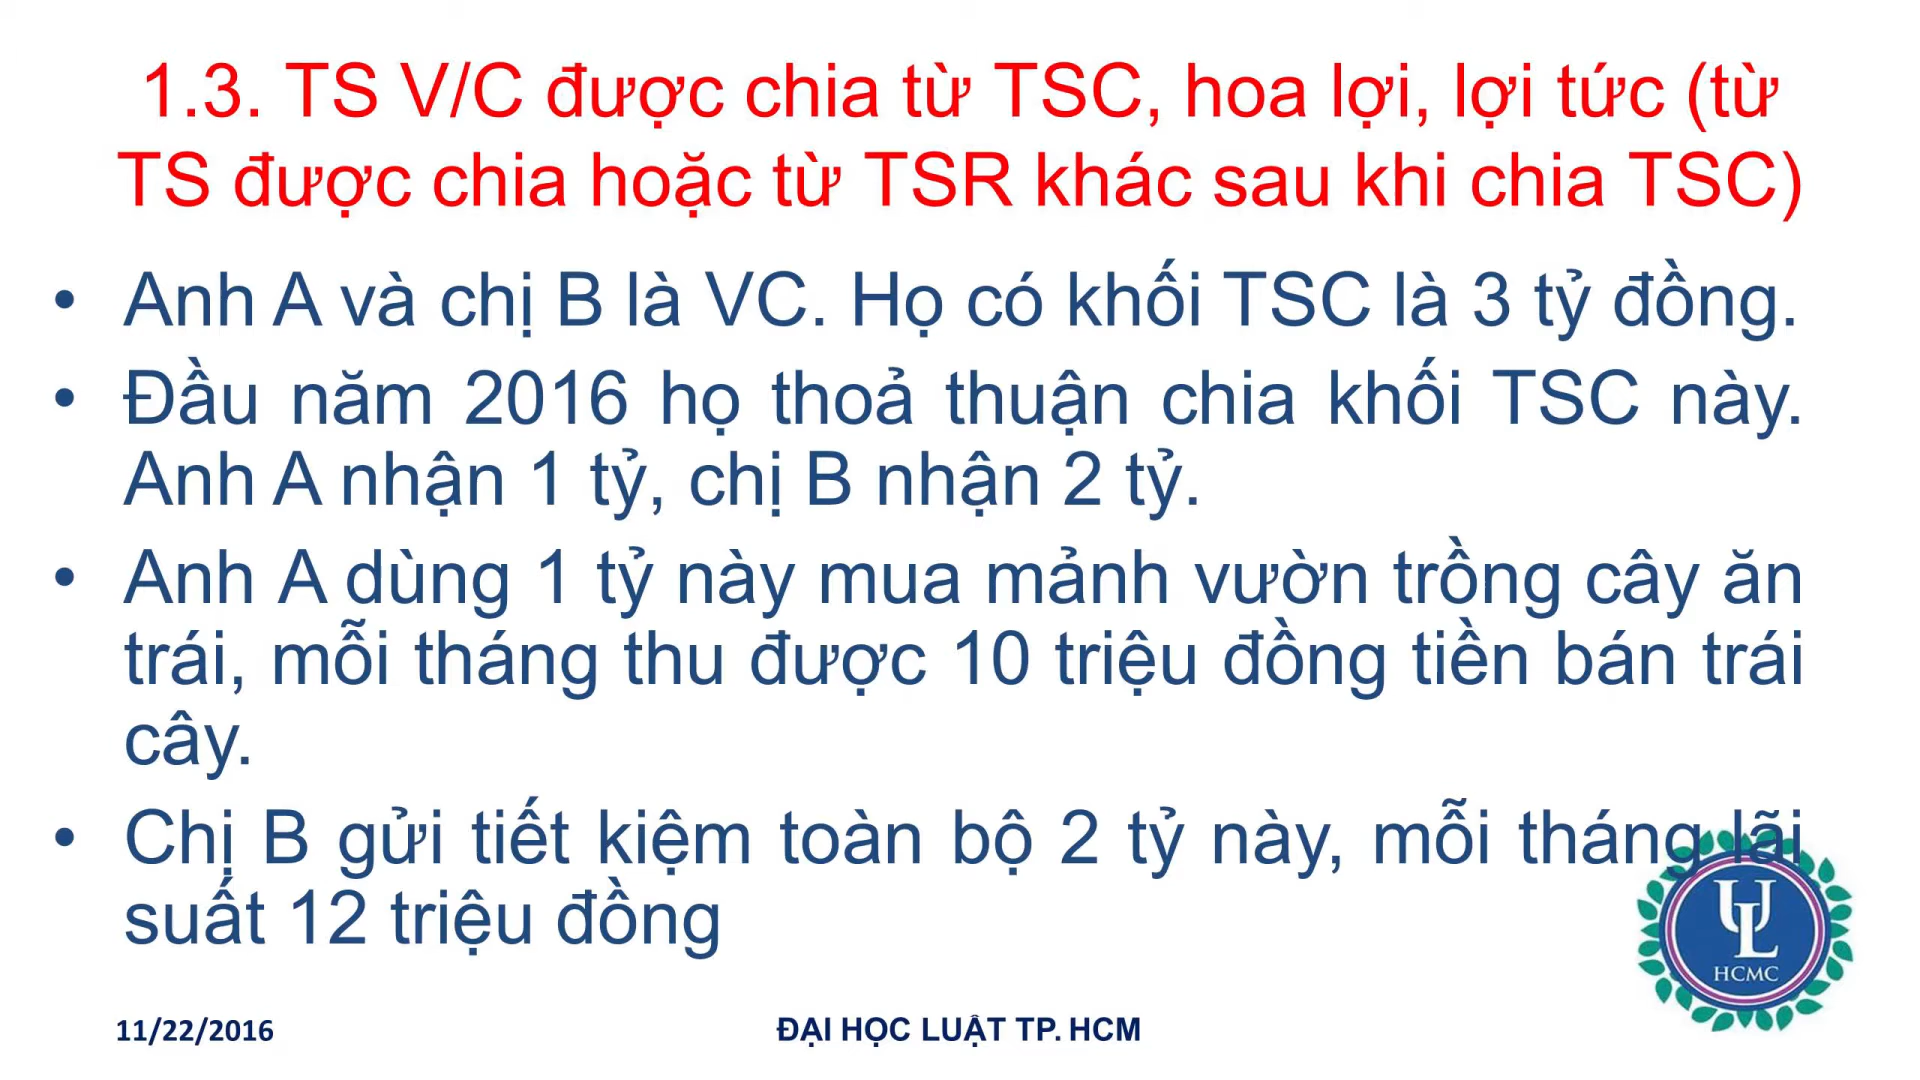 1.3. TS V/C được chia từ TSC, hoa lợi, lợi tức (từ
TS được chia hoặc từ TSR khác sau khi chia TSC)
• Anh A và chị B là VC. Họ có khối TSC là 3 tỷ đồng.
• Đầu năm 2016 họ thoả thuận chia khối TSC này.
Anh A nhận 1 tỷ, chị B nhận 2 tỷ.
• Anh A dùng 1 tỷ này mua mảnh vườn trồng cây ăn
trái, mỗi tháng thu được 10 triệu đồng tiền bán trái
cây.
• Chị B gửi tiết kiệm toàn bộ 2 tỷ này, mỗi tháng lãi
suất 12 triệu đồng
UL
HCMC
11/22/2016
ĐẠI HỌC LUẬT TP. HCM